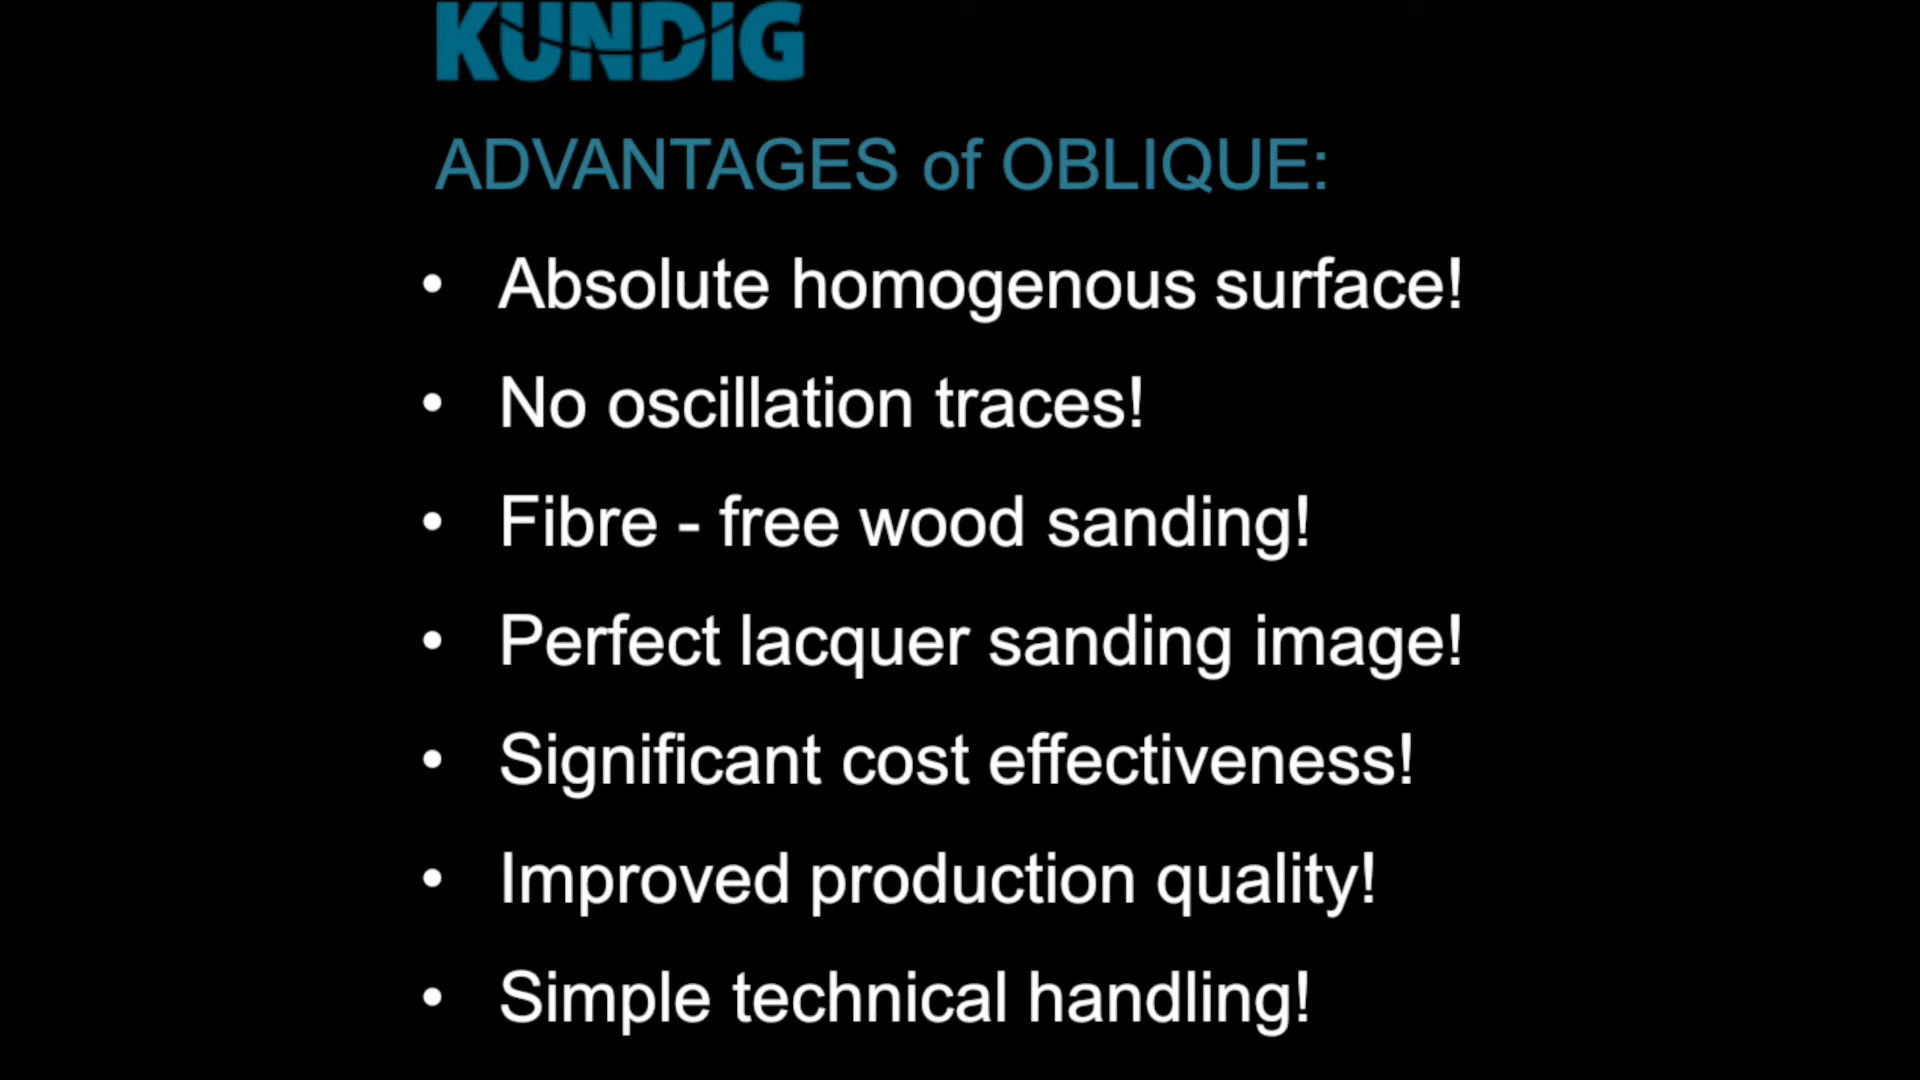 KUNDIG
ADVANTAGES of OBLIQUE:
• Absolute homogenous surface!
• No oscillation traces!
• Fibre - free wood sanding!
• Perfect lacquer sanding image!
• Significant cost effectiveness!
• Improved production quality!
• Simple technical handling!